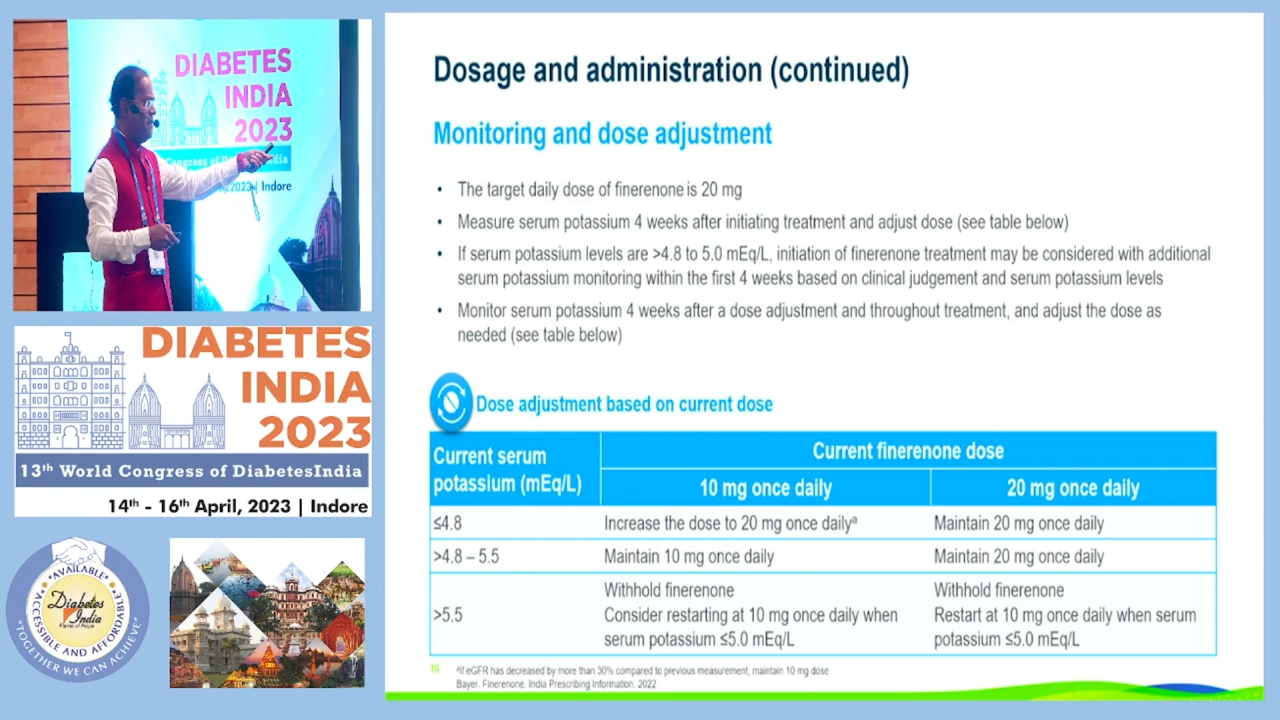 DIABETES
INDIA
2023
Congress of
2023 | Indore
DIABETES
INDIA
2023
13th World Congress of DiabetesIndia
14th - 16th April, 2023 | Indore
"AVAILABLE"
"ACCESSIBLE AND AFFORDABLE"
Diabetes
India
"TOGETHER WE CAN ACHIEVE"
Dosage and administration (continued)
Monitoring and dose adjustment
• The target daily dose of finerenone is 20 mg
• Measure serum potassium 4 weeks after initiating treatment and adjust dose (see table below)
• If serum potassium levels are >4.8 to 5.0 mEq/L, initiation of finerenone treatment may be considered with additional
serum potassium monitoring within the first 4 weeks based on clinical judgement and serum potassium levels
• Monitor serum potassium 4 weeks after a dose adjustment and throughout treatment, and adjust the dose as
needed (see table below)
Dose adjustment based on current dose
Current serum
potassium (mEq/L)
Current finerenone dose
10 mg once daily
20 mg once daily
≤4.8
Increase the dose to 20 mg once dailyᵃ
Maintain 20 mg once daily
>4.8 – 5.5
Maintain 10 mg once daily
Maintain 20 mg once daily
>5.5
Withhold finerenone
Consider restarting at 10 mg once daily when
serum potassium ≤5.0 mEq/L
Withhold finerenone
Restart at 10 mg once daily when serum
potassium ≤5.0 mEq/L
ᵃIf eGFR has decreased by more than 30% compared to previous measurement, maintain 10 mg dose
Bayer. Finerenone. India Prescribing Information. 2022